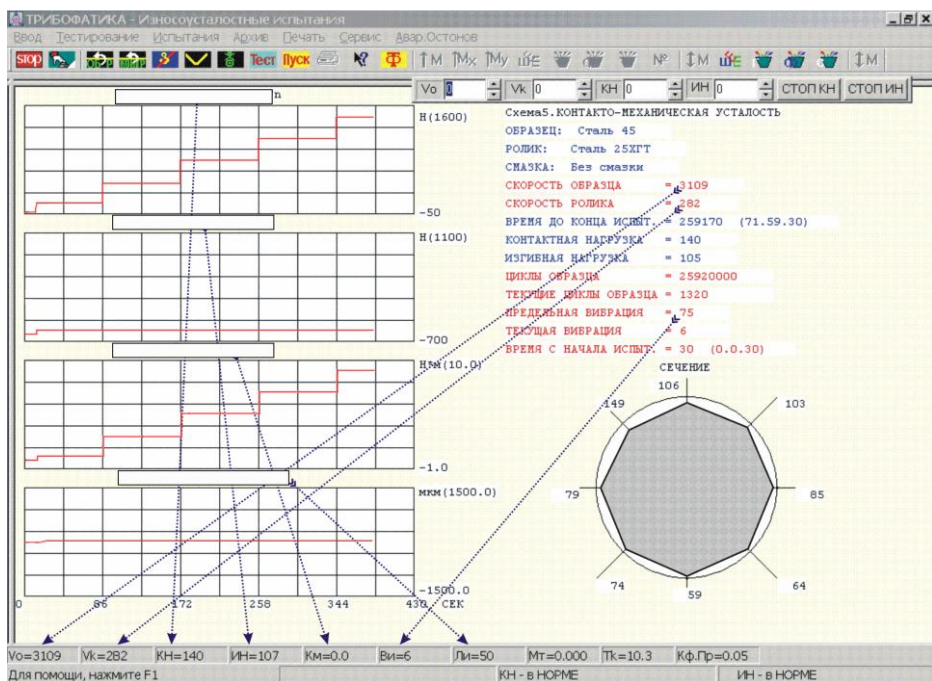 ТРИБОФАТИКА - Износоусталостные испытания
Ввод Тестирование Испытания Архив Печать Сервис Авар.Остонов
STOP Тест Пуск Ф ↑M ↑Mx ↑My № ↕M ↕M
Vo 0 Vk 0 КН 0 ИН 0 СТОП КН СТОП ИН
n
Н(1600)
-50
Н(1100)
-700
Н*м(10.0)
-1.0
мкм(1500.0)
-1500.0
0 86 172 258 344 430 СЕК
Схема5.КОНТАКТО-МЕХАНИЧЕСКАЯ УСТАЛОСТЬ
ОБРАЗЕЦ: Сталь 45
РОЛИК: Сталь 25ХГТ
СМАЗКА: Без смазки
СКОРОСТЬ ОБРАЗЦА = 3109
СКОРОСТЬ РОЛИКА = 282
ВРЕМЯ ДО КОНЦА ИСПЫТ. = 259170 (71.59.30)
КОНТАКТНАЯ НАГРУЗКА = 140
ИЗГИБНАЯ НАГРУЗКА = 105
ЦИКЛЫ ОБРАЗЦА = 25920000
ТЕКУЩИЕ ЦИКЛЫ ОБРАЗЦА = 1320
ПРЕДЕЛЬНАЯ ВИБРАЦИЯ = 75
ТЕКУЩАЯ ВИБРАЦИЯ = 6
ВРЕМЯ С НАЧАЛА ИСПЫТ. = 30 (0.0.30)
СЕЧЕНИЕ
106
149 103
79 85
74 64
59
Vo=3109 Vk=282 КН=140 ИН=107 Км=0.0 Ви=6 Ли=50 Мт=0.000 Tk=10.3 Кф.Пр=0.05
Для помощи, нажмите F1 КН - в НОРМЕ ИН - в НОРМЕ